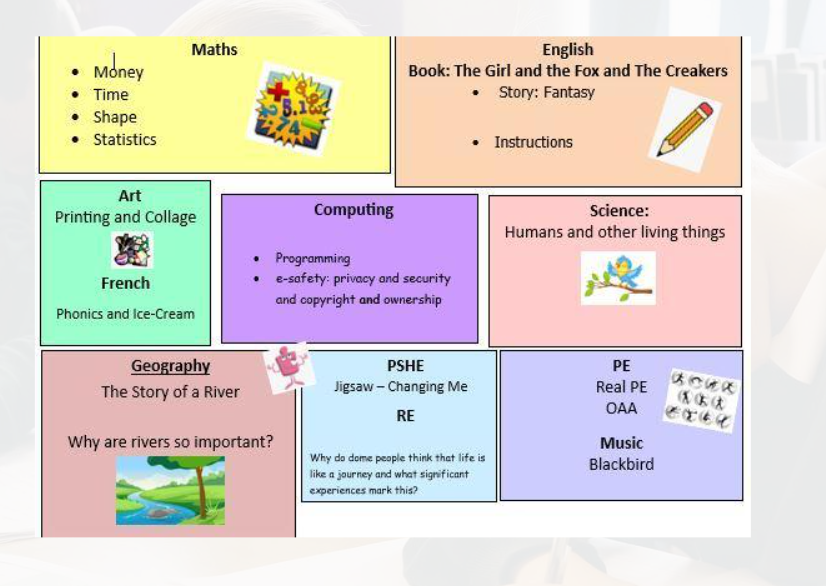 Maths
• Money
• Time
• Shape
• Statistics
English
Book: The Girl and the Fox and The Creakers
• Story: Fantasy
• Instructions
Art
Printing and Collage
French
Phonics and Ice-Cream
Computing
• Programming
• e-safety: privacy and security
and copyright and ownership
Science:
Humans and other living things
Geography
The Story of a River
Why are rivers so important?
PSHE
Jigsaw – Changing Me
RE
Why do dome people think that life is
like a journey and what significant
experiences mark this?
PE
Real PE
OAA
Music
Blackbird